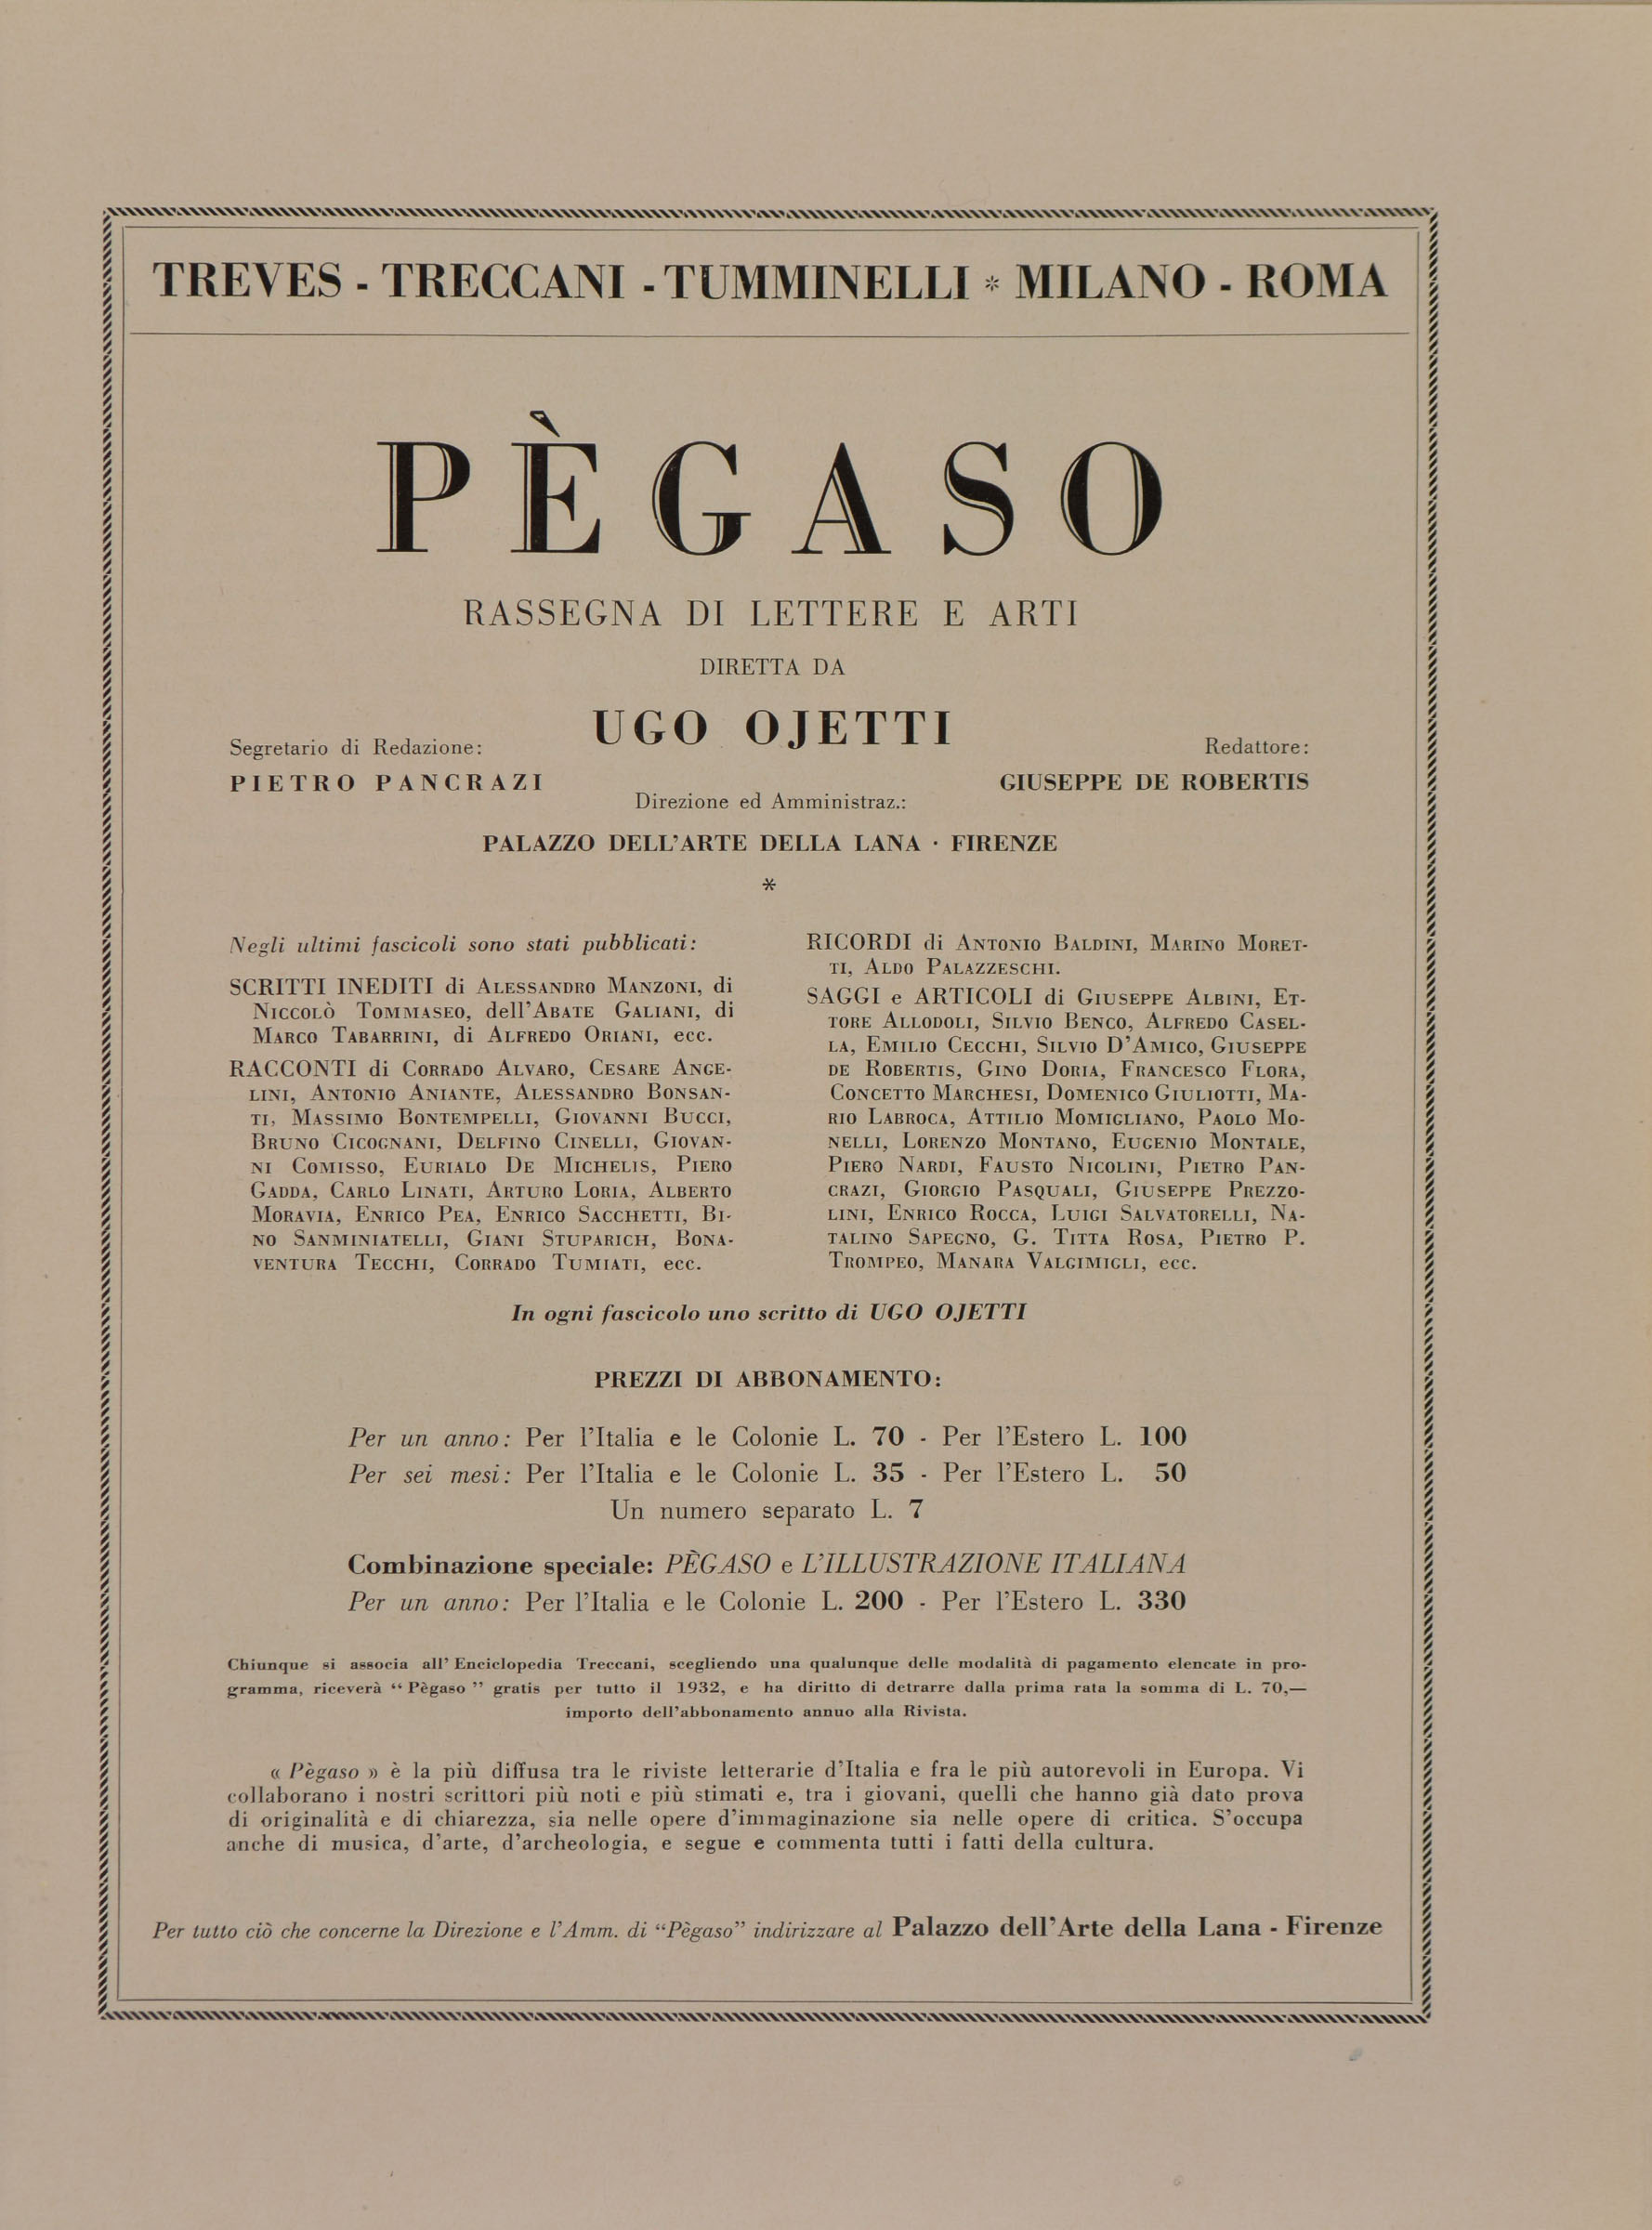 TREVES - TRECCANI - TUMMINELLI * MILANO - ROMA
PÈGASO
RASSEGNA DI LETTERE E ARTI
DIRETTA DA
UGO OJETTI
Segretario di Redazione:
PIETRO PANCRAZI
Redattore:
GIUSEPPE DE ROBERTIS
Direzione ed Amministraz.:
PALAZZO DELL'ARTE DELLA LANA · FIRENZE
*
Negli ultimi fascicoli sono stati pubblicati:
SCRITTI INEDITI di ALESSANDRO MANZONI, di
NICCOLÒ TOMMASEO, dell'ABATE GALIANI, di
MARCO TABARRINI, di ALFREDO ORIANI, ecc.
RACCONTI di CORRADO ALVARO, CESARE ANGE-
LINI, ANTONIO ANIANTE, ALESSANDRO BONSAN-
TI, MASSIMO BONTEMPELLI, GIOVANNI BUCCI,
BRUNO CICOGNANI, DELFINO CINELLI, GIOVAN-
NI COMISSO, EURIALO DE MICHELIS, PIERO
GADDA, CARLO LINATI, ARTURO LORIA, ALBERTO
MORAVIA, ENRICO PEA, ENRICO SACCHETTI, BI-
NO SANMINIATELLI, GIANI STUPARICH, BONA-
VENTURA TECCHI, CORRADO TUMIATI, ecc.
RICORDI di ANTONIO BALDINI, MARINO MORET-
TI, ALDO PALAZZESCHI.
SAGGI e ARTICOLI di GIUSEPPE ALBINI, ET-
TORE ALLODOLI, SILVIO BENCO, ALFREDO CASEL-
LA, EMILIO CECCHI, SILVIO D'AMICO, GIUSEPPE
DE ROBERTIS, GINO DORIA, FRANCESCO FLORA,
CONCETTO MARCHESI, DOMENICO GIULIOTTI, MA-
RIO LABROCA, ATTILIO MOMIGLIANO, PAOLO MO-
NELLI, LORENZO MONTANO, EUGENIO MONTALE,
PIERO NARDI, FAUSTO NICOLINI, PIETRO PAN-
CRAZI, GIORGIO PASQUALI, GIUSEPPE PREZZO-
LINI, ENRICO ROCCA, LUIGI SALVATORELLI, NA-
TALINO SAPEGNO, G. TITTA ROSA, PIETRO P.
TROMPEO, MANARA VALGIMIGLI, ecc.
In ogni fascicolo uno scritto di UGO OJETTI
PREZZI DI ABBONAMENTO:
Per un anno: Per l'Italia e le Colonie L. 70 - Per l'Estero L. 100
Per sei mesi: Per l'Italia e le Colonie L. 35 - Per l'Estero L. 50
Un numero separato L. 7
Combinazione speciale: PÈGASO e L'ILLUSTRAZIONE ITALIANA
Per un anno: Per l'Italia e le Colonie L. 200 - Per l'Estero L. 330
Chiunque si associa all' Enciclopedia Treccani, scegliendo una qualunque delle modalità di pagamento elencate in pro-
gramma, riceverà “ Pègaso ” gratis per tutto il 1932, e ha diritto di detrarre dalla prima rata la somma di L. 70,—
importo dell'abbonamento annuo alla Rivista.
« Pègaso » è la più diffusa tra le riviste letterarie d'Italia e fra le più autorevoli in Europa. Vi
collaborano i nostri scrittori più noti e più stimati e, tra i giovani, quelli che hanno già dato prova
di originalità e di chiarezza, sia nelle opere d'immaginazione sia nelle opere di critica. S'occupa
anche di musica, d'arte, d'archeologia, e segue e commenta tutti i fatti della cultura.
Per tutto ciò che concerne la Direzione e l'Amm. di “Pègaso” indirizzare al Palazzo dell'Arte della Lana - Firenze